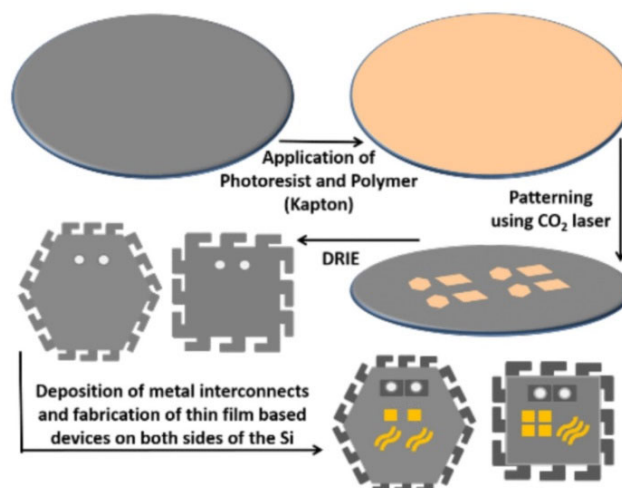 Application of
Photoresist and Polymer
(Kapton)
Patterning
using CO₂ laser
DRIE
Deposition of metal interconnects
and fabrication of thin film based
devices on both sides of the Si